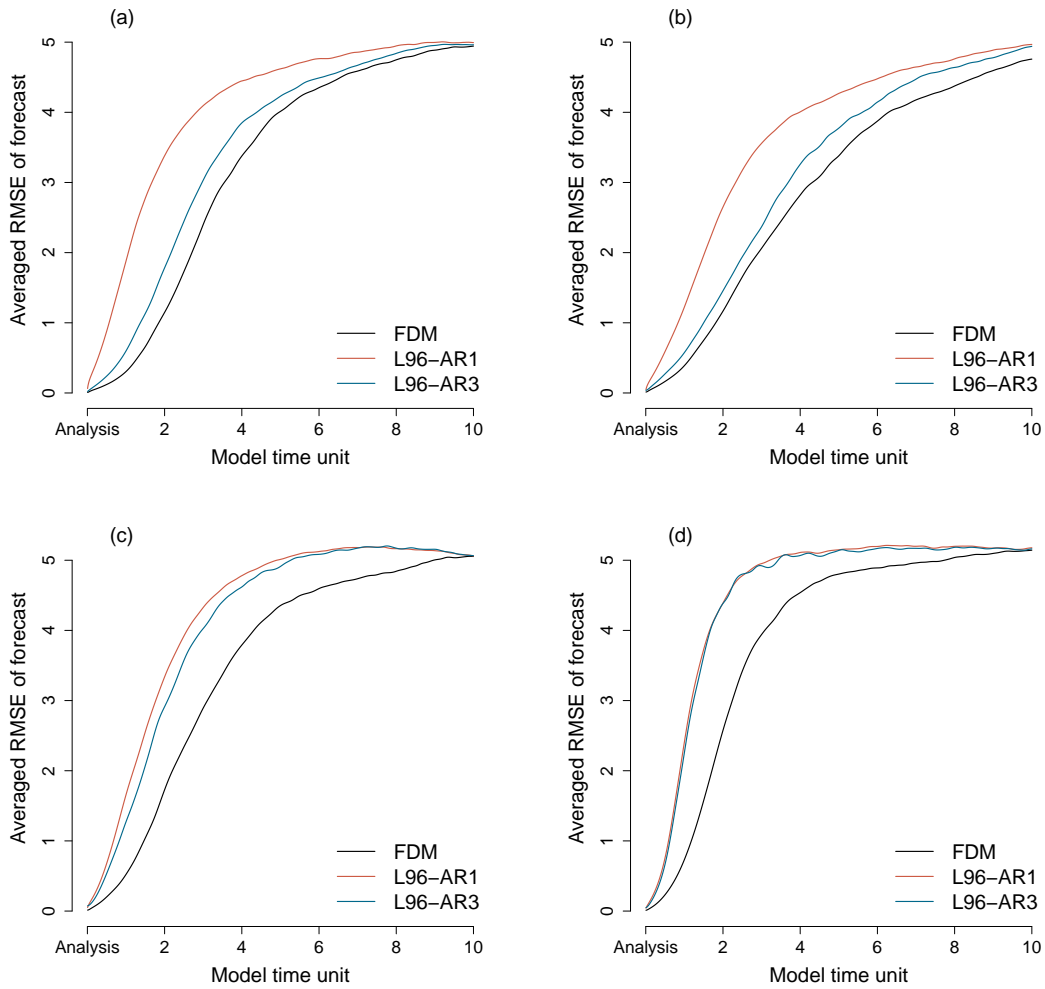 (a)
Averaged RMSE of forecast
5
4
3
2
1
0
FDM
L96−AR1
L96−AR3
Analysis 2 4 6 8 10
Model time unit
(b)
Averaged RMSE of forecast
5
4
3
2
1
0
FDM
L96−AR1
L96−AR3
Analysis 2 4 6 8 10
Model time unit
(c)
Averaged RMSE of forecast
5
4
3
2
1
0
FDM
L96−AR1
L96−AR3
Analysis 2 4 6 8 10
Model time unit
(d)
Averaged RMSE of forecast
5
4
3
2
1
0
FDM
L96−AR1
L96−AR3
Analysis 2 4 6 8 10
Model time unit